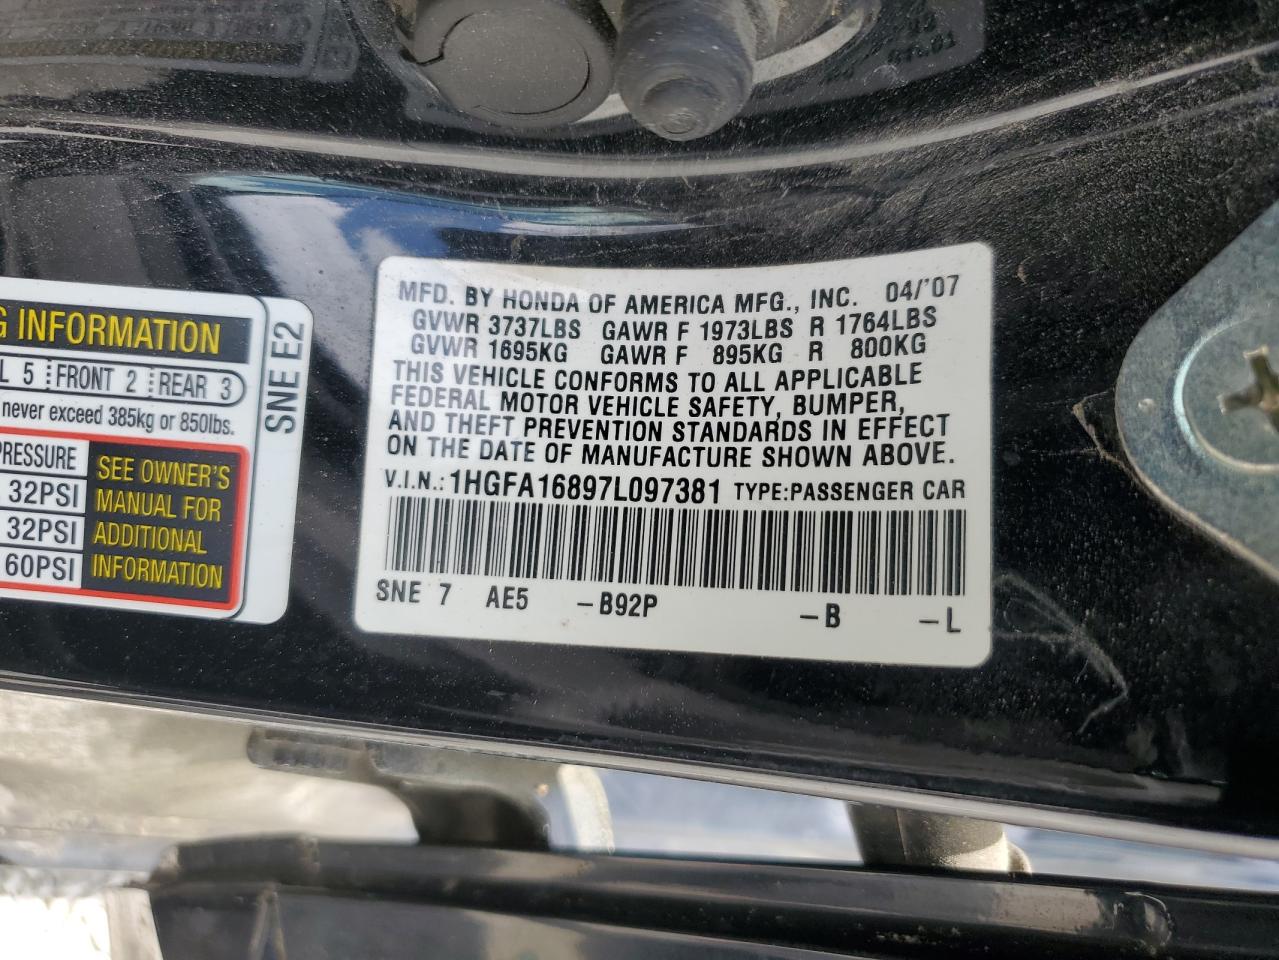 MFD. BY HONDA OF AMERICA MFG., INC. 04/'07
GVWR 3737LBS GAWR F 1973LBS R 1764LBS
GVWR 1695KG GAWR F 895KG R 800KG
THIS VEHICLE CONFORMS TO ALL APPLICABLE
FEDERAL MOTOR VEHICLE SAFETY, BUMPER,
AND THEFT PREVENTION STANDARDS IN EFFECT
ON THE DATE OF MANUFACTURE SHOWN ABOVE.
V.I.N.: 1HGFA16897L097381 TYPE:PASSENGER CAR
SNE 7 AE5 -B92P -B -L
G INFORMATION
L 5 FRONT 2 REAR 3
never exceed 385kg or 850lbs.
PRESSURE
32PSI
32PSI
60PSI
SEE OWNER'S
MANUAL FOR
ADDITIONAL
INFORMATION
SNE E2